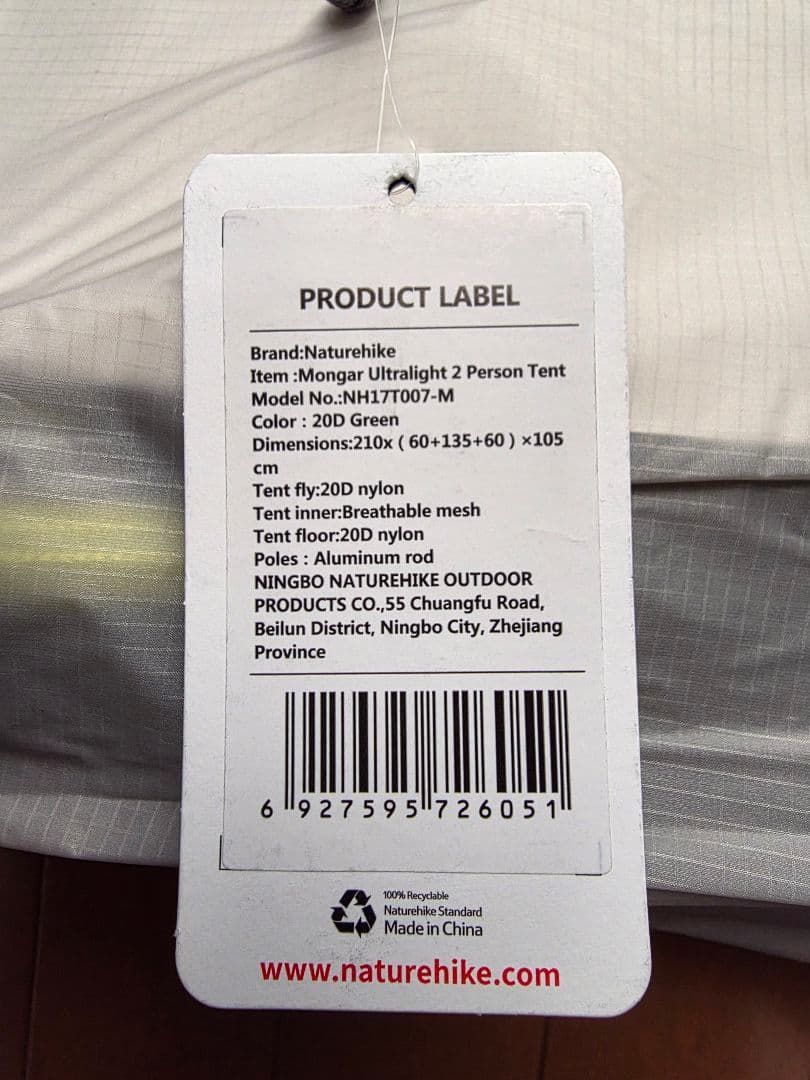 PRODUCT LABEL
Brand:Naturehike
Item :Mongar Ultralight 2 Person Tent
Model No.:NH17T007-M
Color : 20D Green
Dimensions:210x ( 60+135+60 ) ×105
cm
Tent fly:20D nylon
Tent inner:Breathable mesh
Tent floor:20D nylon
Poles : Aluminum rod
NINGBO NATUREHIKE OUTDOOR
PRODUCTS CO.,55 Chuangfu Road,
Beilun District, Ningbo City, Zhejiang
Province
6 927595 726051
100% Recydable
Naturehike Standard
Made in China
www.naturehike.com